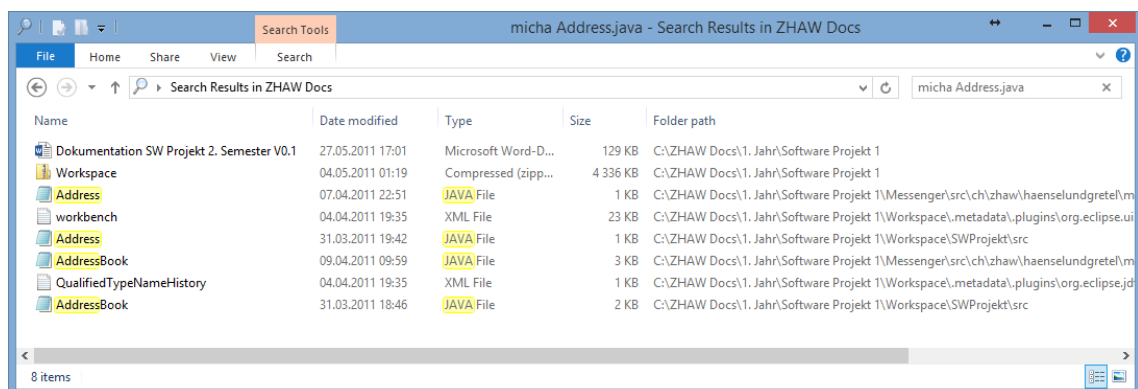 Search Tools
micha Address.java - Search Results in ZHAW Docs
File Home Share View Search
Search Results in ZHAW Docs micha Address.java
Name Date modified Type Size Folder path
Dokumentation SW Projekt 2. Semester V0.1 27.05.2011 17:01 Microsoft Word-D... 129 KB C:\ZHAW Docs\1. Jahr\Software Projekt 1
Workspace 04.05.2011 01:19 Compressed (zipp... 4 336 KB C:\ZHAW Docs\1. Jahr\Software Projekt 1
Address 07.04.2011 22:51 JAVA File 1 KB C:\ZHAW Docs\1. Jahr\Software Projekt 1\Messenger\src\ch\zhaw\haenselundgretel\m
workbench 04.04.2011 19:35 XML File 23 KB C:\ZHAW Docs\1. Jahr\Software Projekt 1\Workspace\.metadata\.plugins\org.eclipse.ui
Address 31.03.2011 19:42 JAVA File 1 KB C:\ZHAW Docs\1. Jahr\Software Projekt 1\Workspace\SWProjekt\src
AddressBook 09.04.2011 09:59 JAVA File 3 KB C:\ZHAW Docs\1. Jahr\Software Projekt 1\Messenger\src\ch\zhaw\haenselundgretel\m
QualifiedTypeNameHistory 04.04.2011 19:35 XML File 1 KB C:\ZHAW Docs\1. Jahr\Software Projekt 1\Workspace\.metadata\.plugins\org.eclipse.jd
AddressBook 31.03.2011 18:46 JAVA File 2 KB C:\ZHAW Docs\1. Jahr\Software Projekt 1\Workspace\SWProjekt\src
8 items